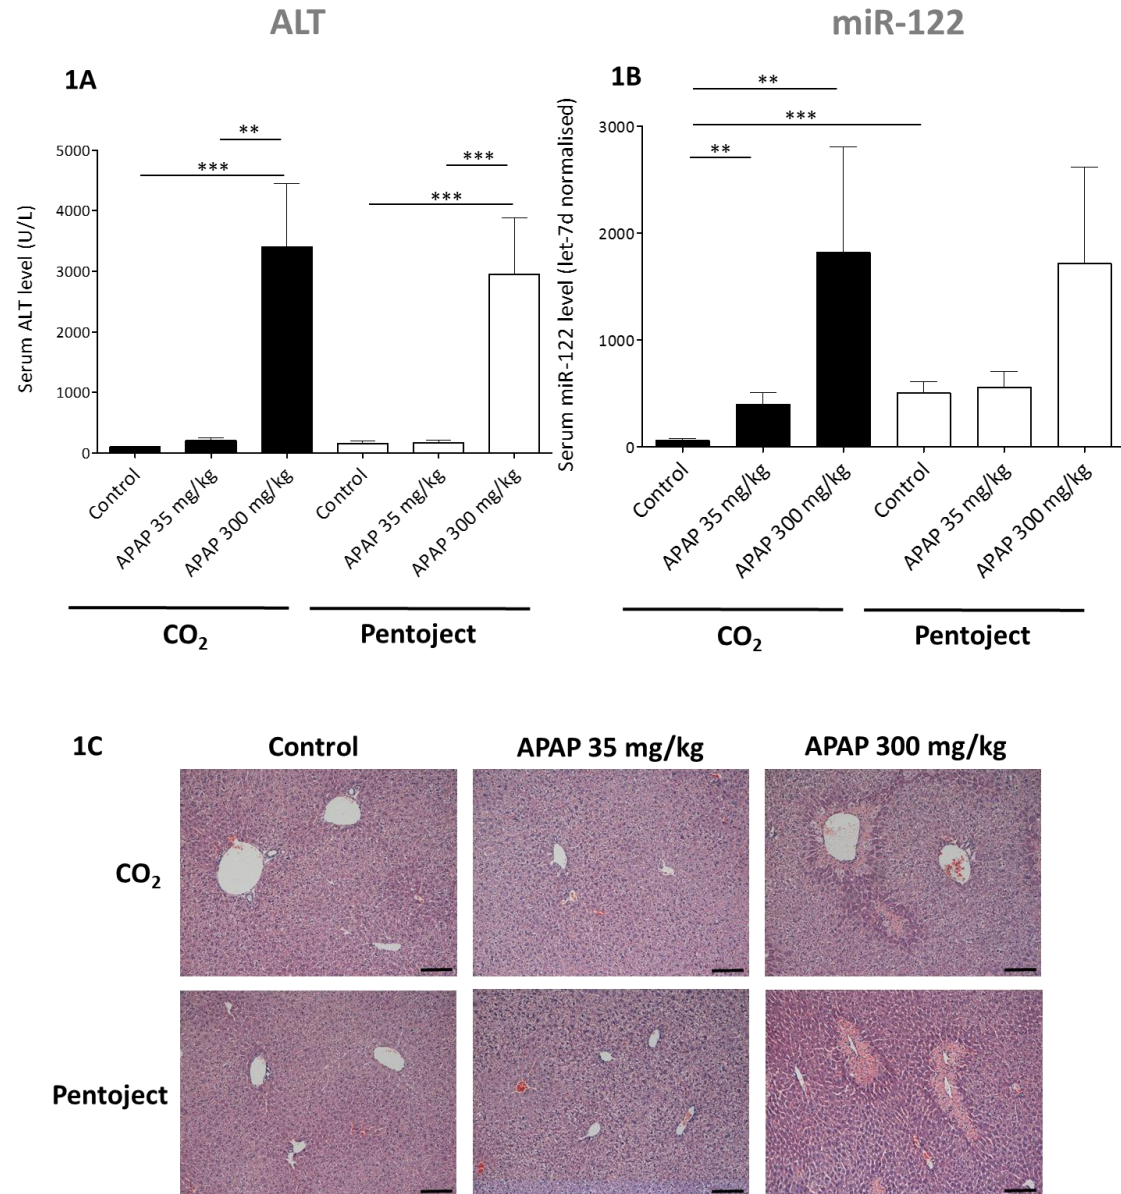 ALT
miR-122
1A
Serum ALT level (U/L)
5000
4000
3000
2000
1000
0
**
***
***
***
Control
APAP 35 mg/kg
APAP 300 mg/kg
Control
APAP 35 mg/kg
APAP 300 mg/kg
CO₂
Pentoject
1B
Serum miR-122 level (let-7d normalised)
3000
2000
1000
0
**
***
**
Control
APAP 35 mg/kg
APAP 300 mg/kg
Control
APAP 35 mg/kg
APAP 300 mg/kg
CO₂
Pentoject
1C
Control
APAP 35 mg/kg
APAP 300 mg/kg
CO₂
Pentoject